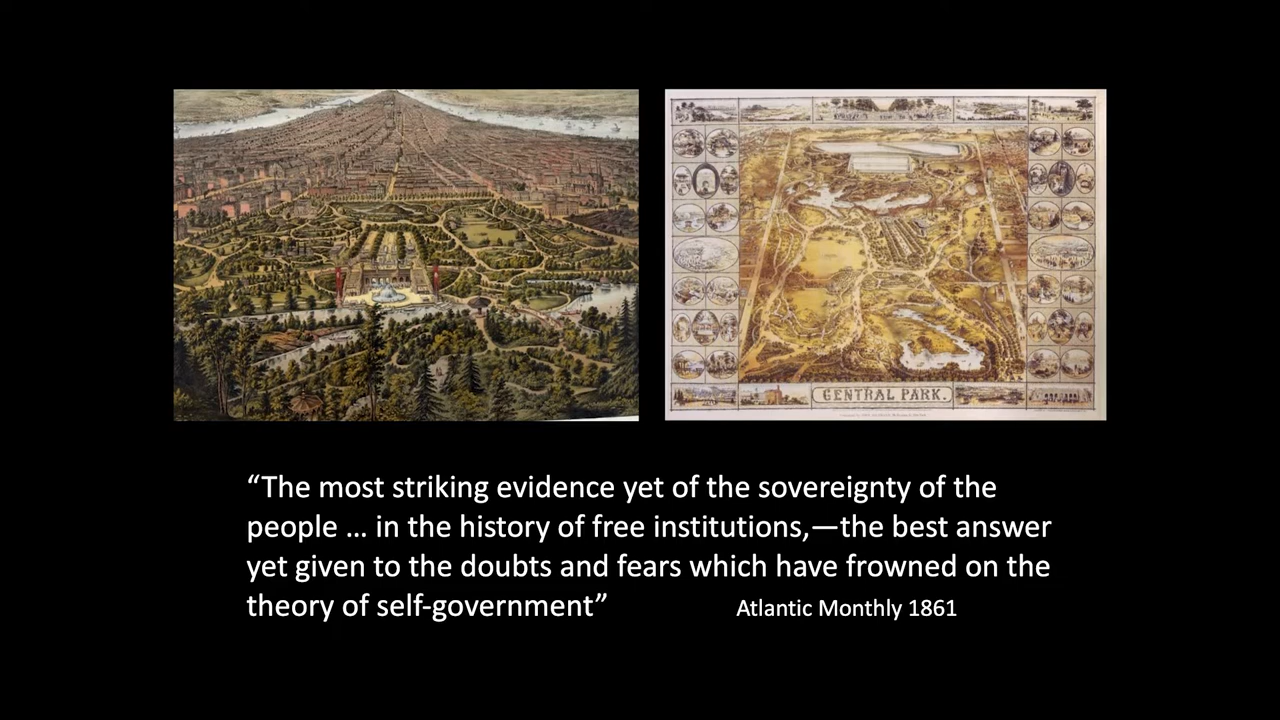 CENTRAL PARK.
“The most striking evidence yet of the sovereignty of the
people … in the history of free institutions,—the best answer
yet given to the doubts and fears which have frowned on the
theory of self-government” Atlantic Monthly 1861